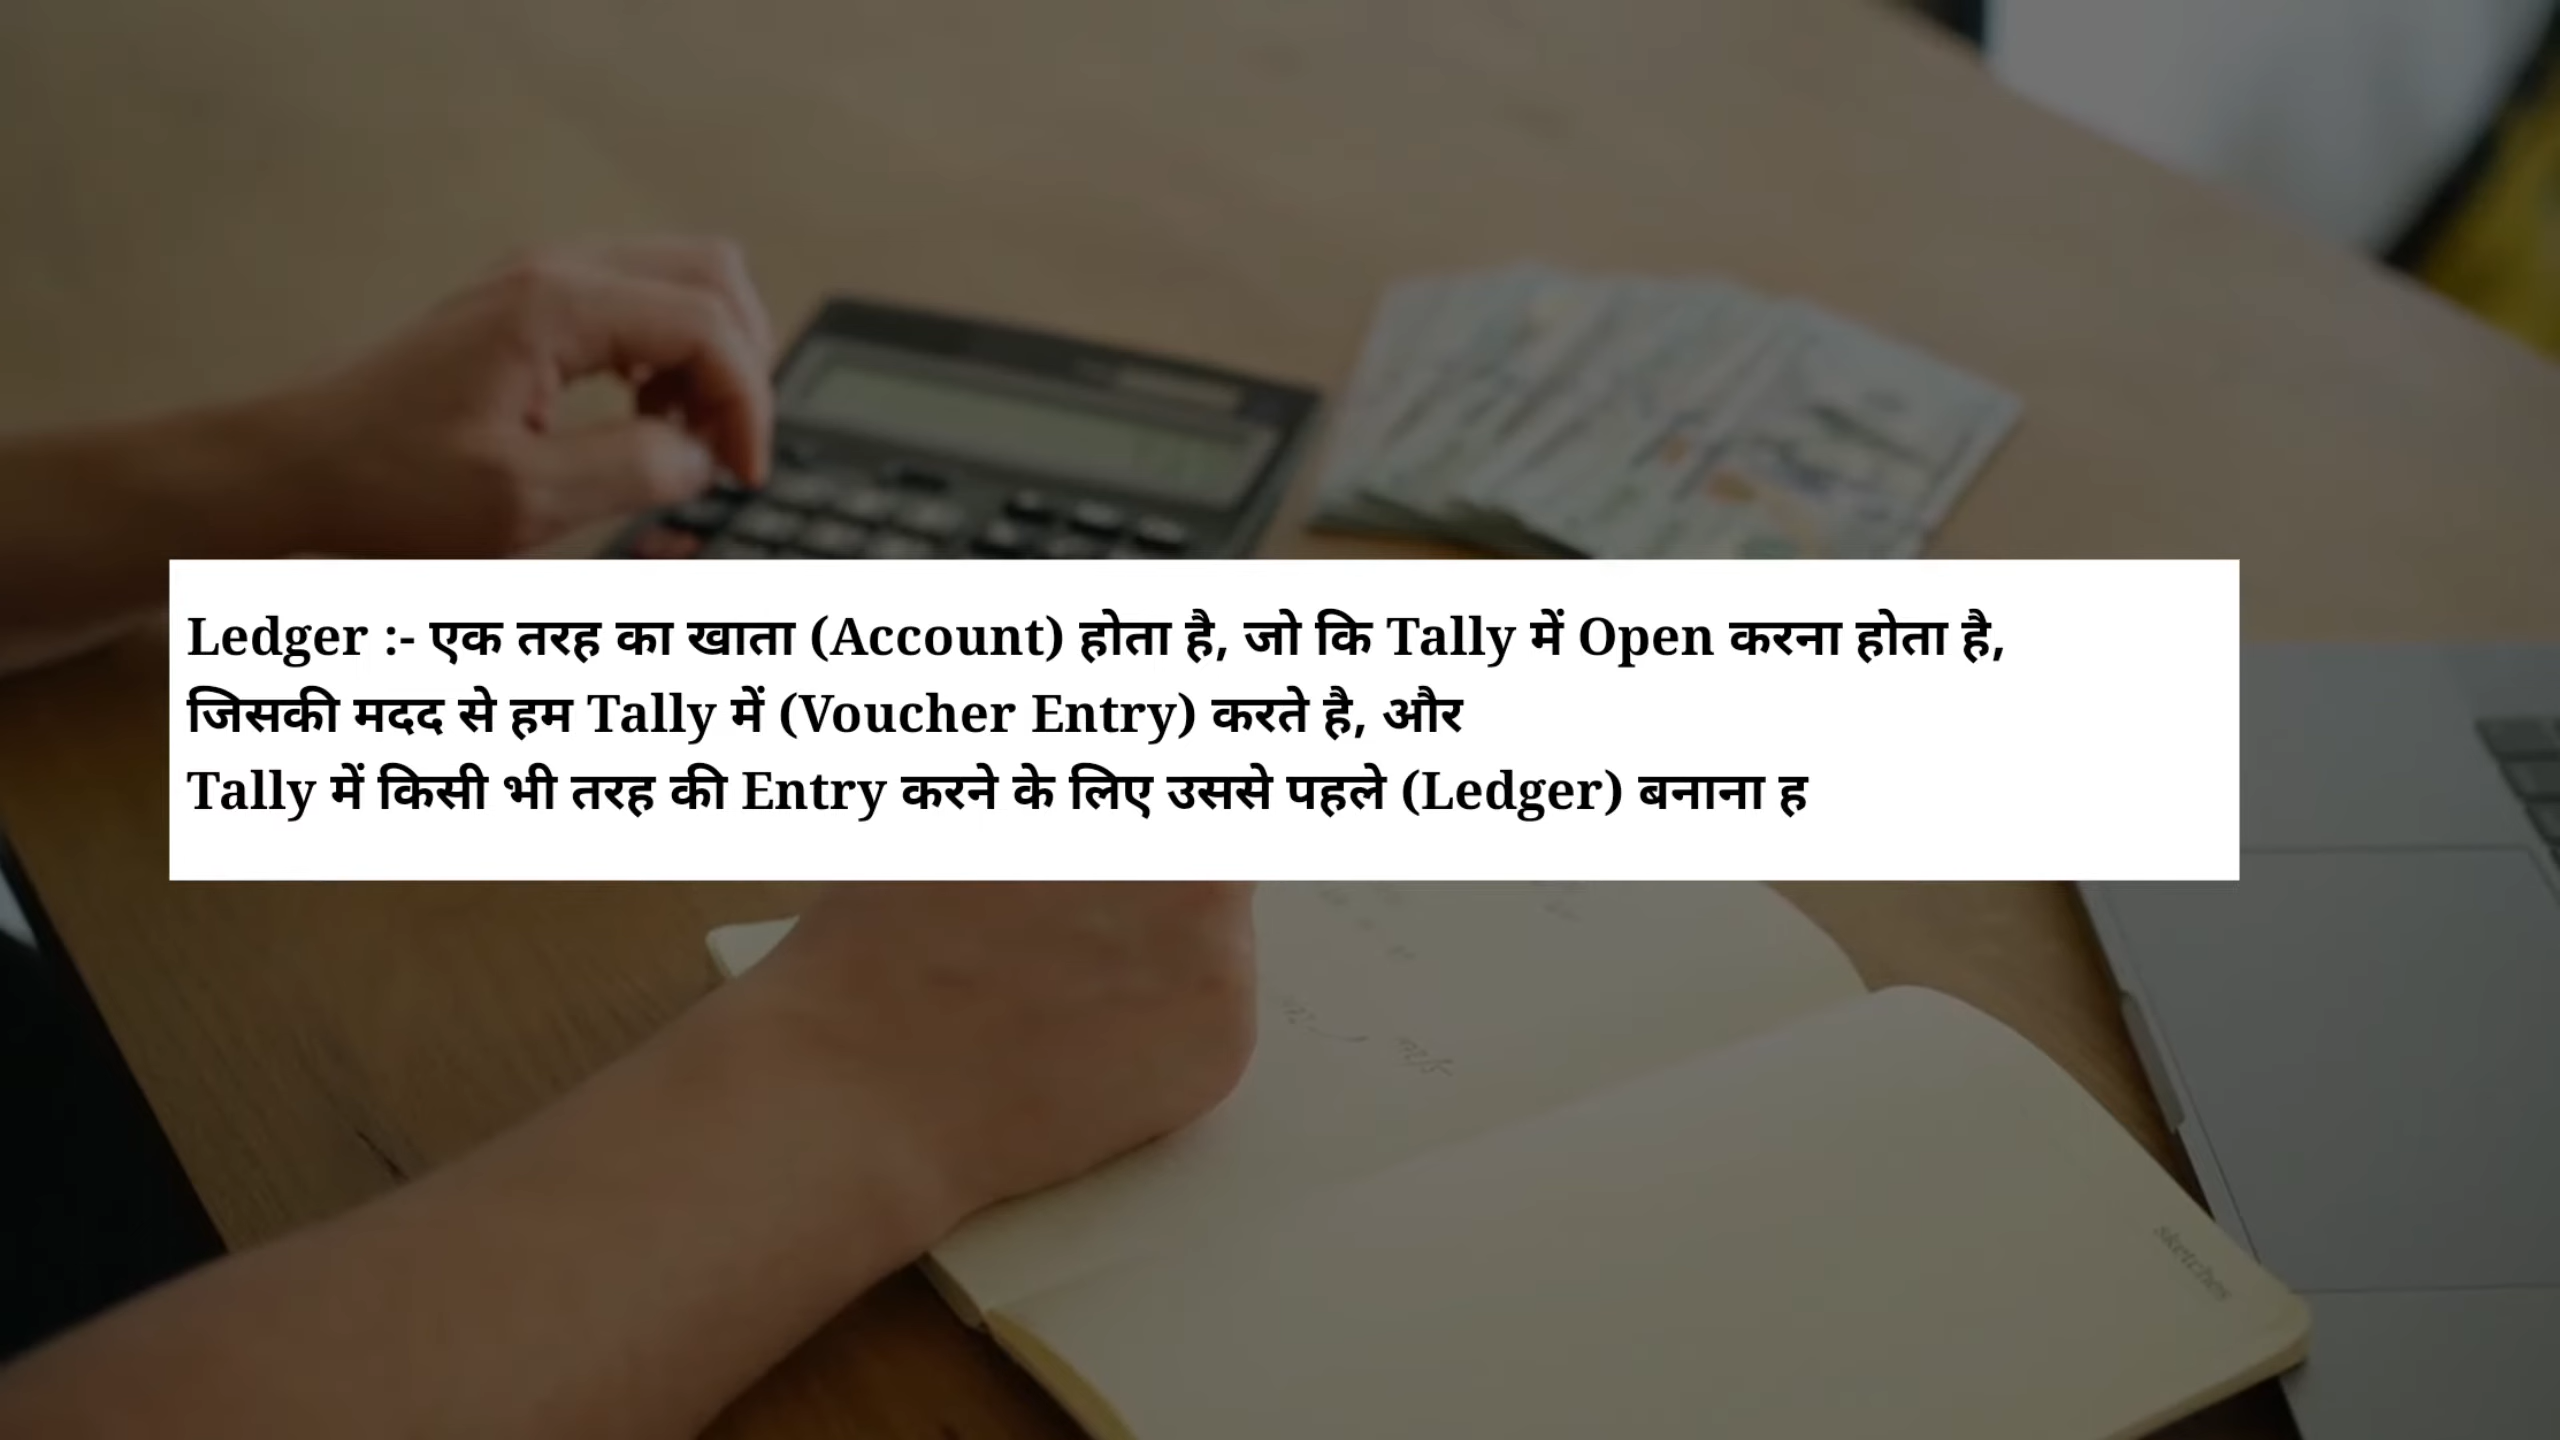 Ledger :- एक तरह का खाता (Account) होता है, जो कि Tally में Open करना होता है,
जिसकी मदद से हम Tally में (Voucher Entry) करते है, और
Tally में किसी भी तरह की Entry करने के लिए उससे पहले (Ledger) बनाना ह
sketches